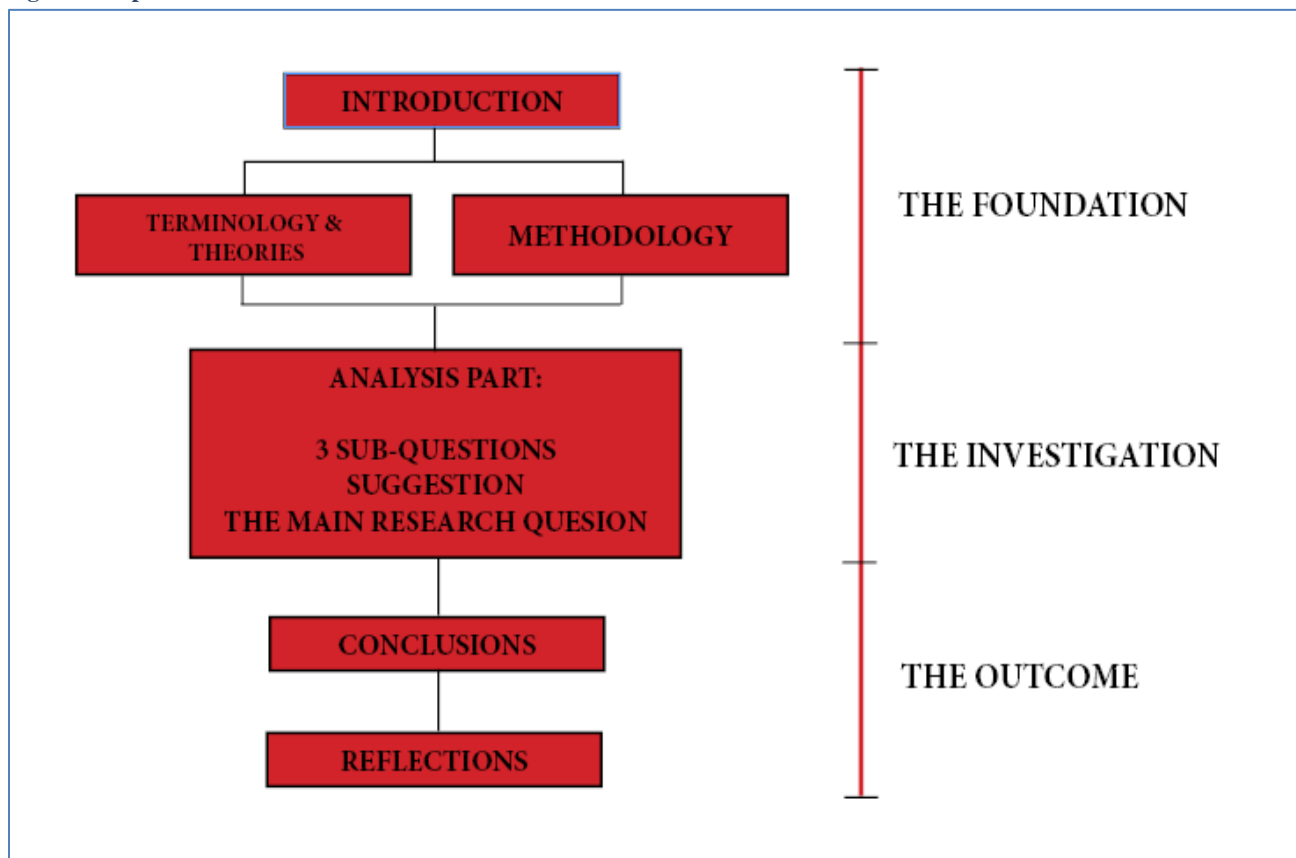 INTRODUCTION
TERMINOLOGY &
THEORIES
METHODOLOGY
THE FOUNDATION
ANALYSIS PART:
3 SUB-QUESTIONS
SUGGESTION
THE MAIN RESEARCH QUESION
THE INVESTIGATION
CONCLUSIONS
REFLECTIONS
THE OUTCOME